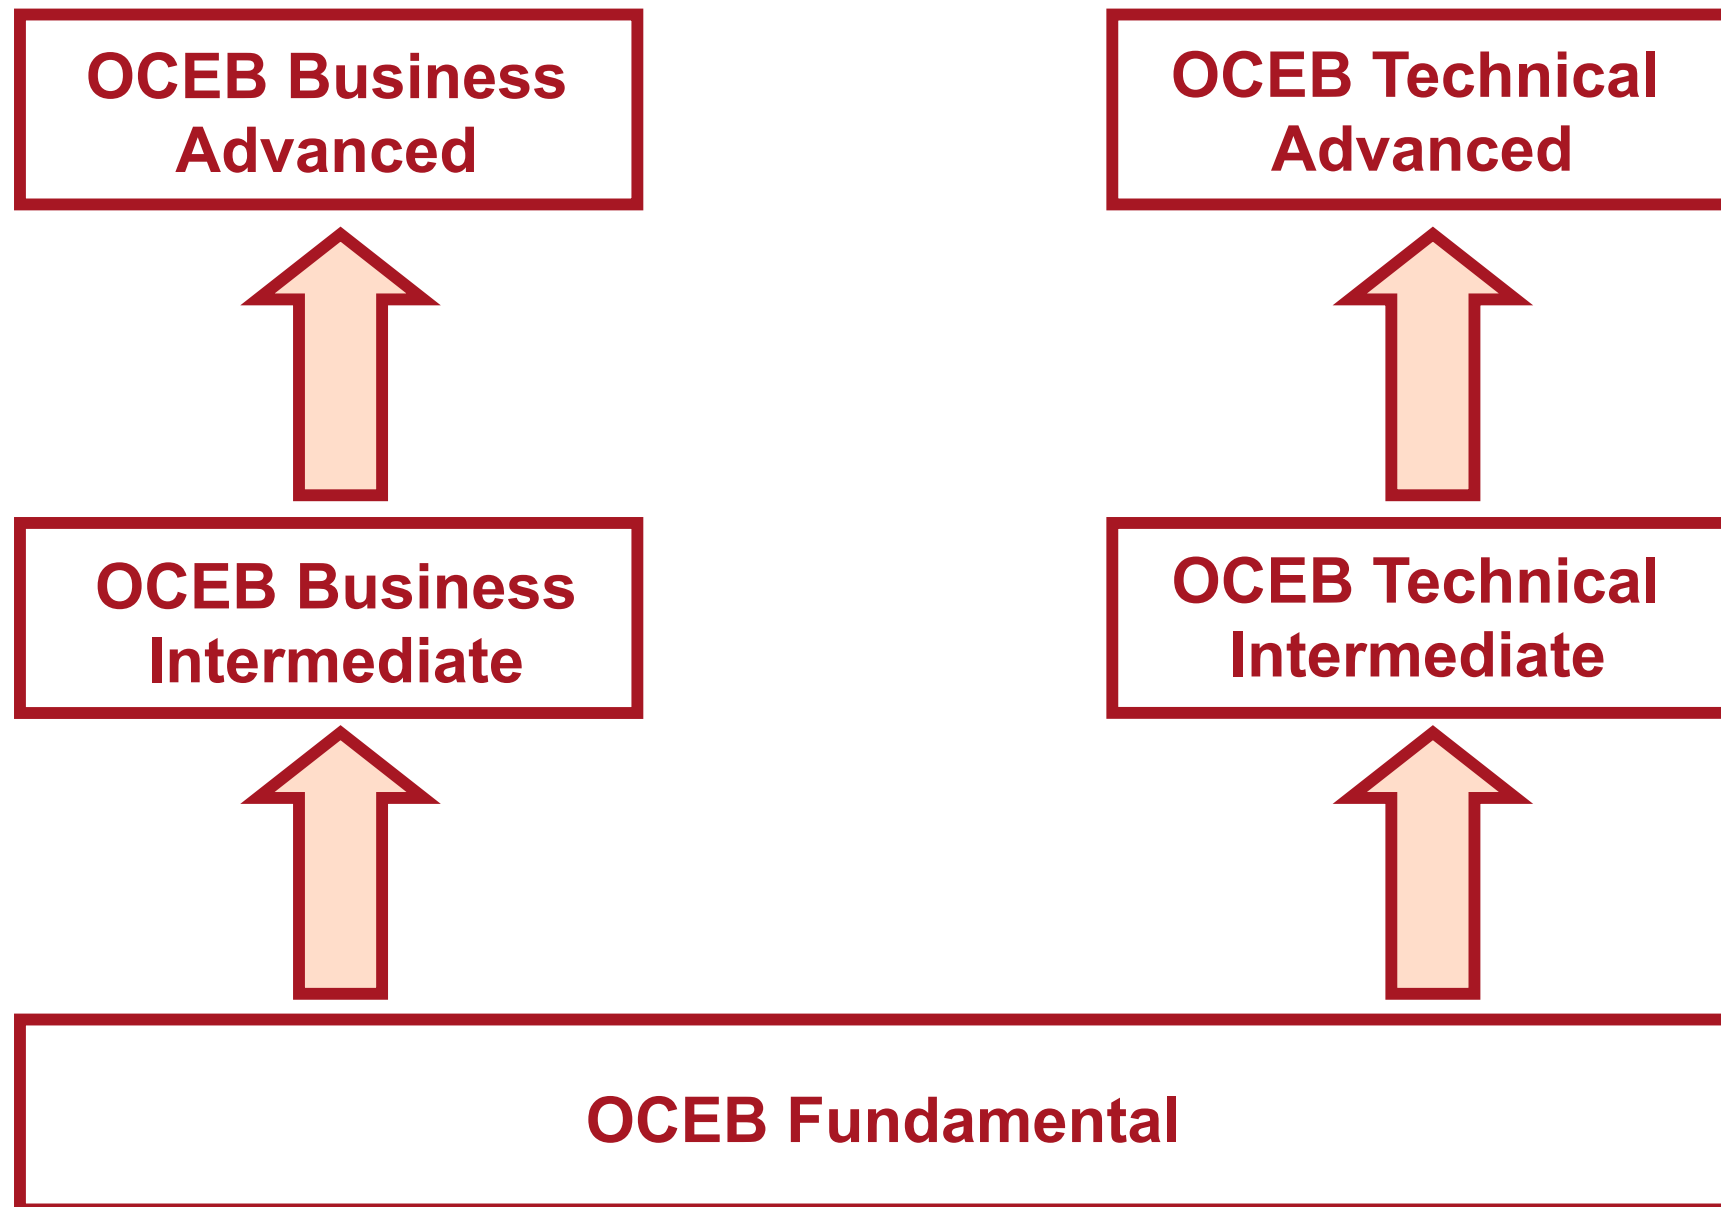 OCEB Business
Advanced
OCEB Technical
Advanced
OCEB Business
Intermediate
OCEB Technical
Intermediate
OCEB Fundamental